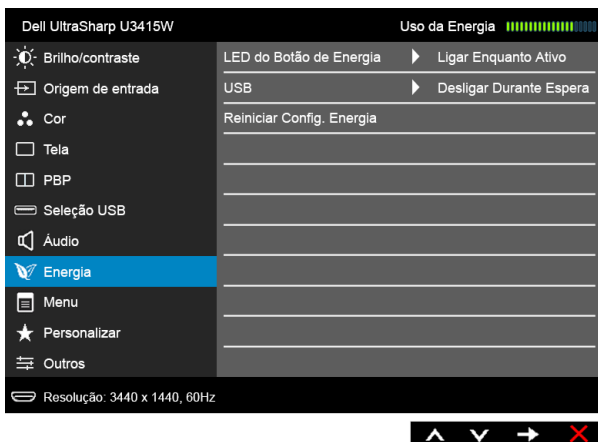 Dell UltraSharp U3415W
Uso da Energia
Brilho/contraste
LED do Botão de Energia
Ligar Enquanto Ativo
Origem de entrada
USB
Desligar Durante Espera
Cor
Reiniciar Config. Energia
Tela
PBP
Seleção USB
Áudio
Energia
Menu
Personalizar
Outros
Resolução: 3440 x 1440, 60Hz